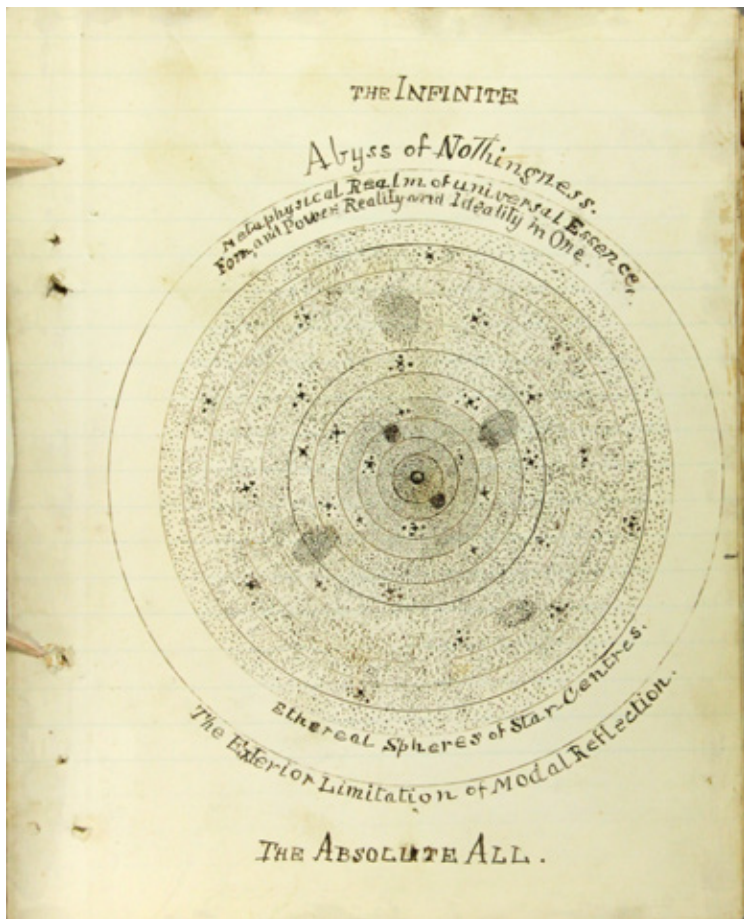 THE INFINITE
Abyss of Nothingness.
Metaphysical Realm of universal Essence,
Form, and Power. Reality and Ideality in One.
Ethereal Spheres of Star Centres.
The Exterior Limitation of Modal Reflection.
THE ABSOLUTE ALL.